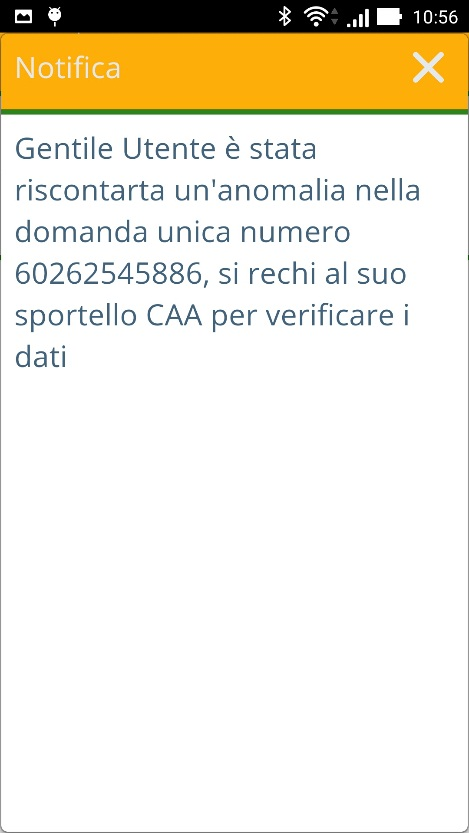 10:56
Notifica
Gentile Utente è stata
riscontarta un'anomalia nella
domanda unica numero
60262545886, si rechi al suo
sportello CAA per verificare i
dati